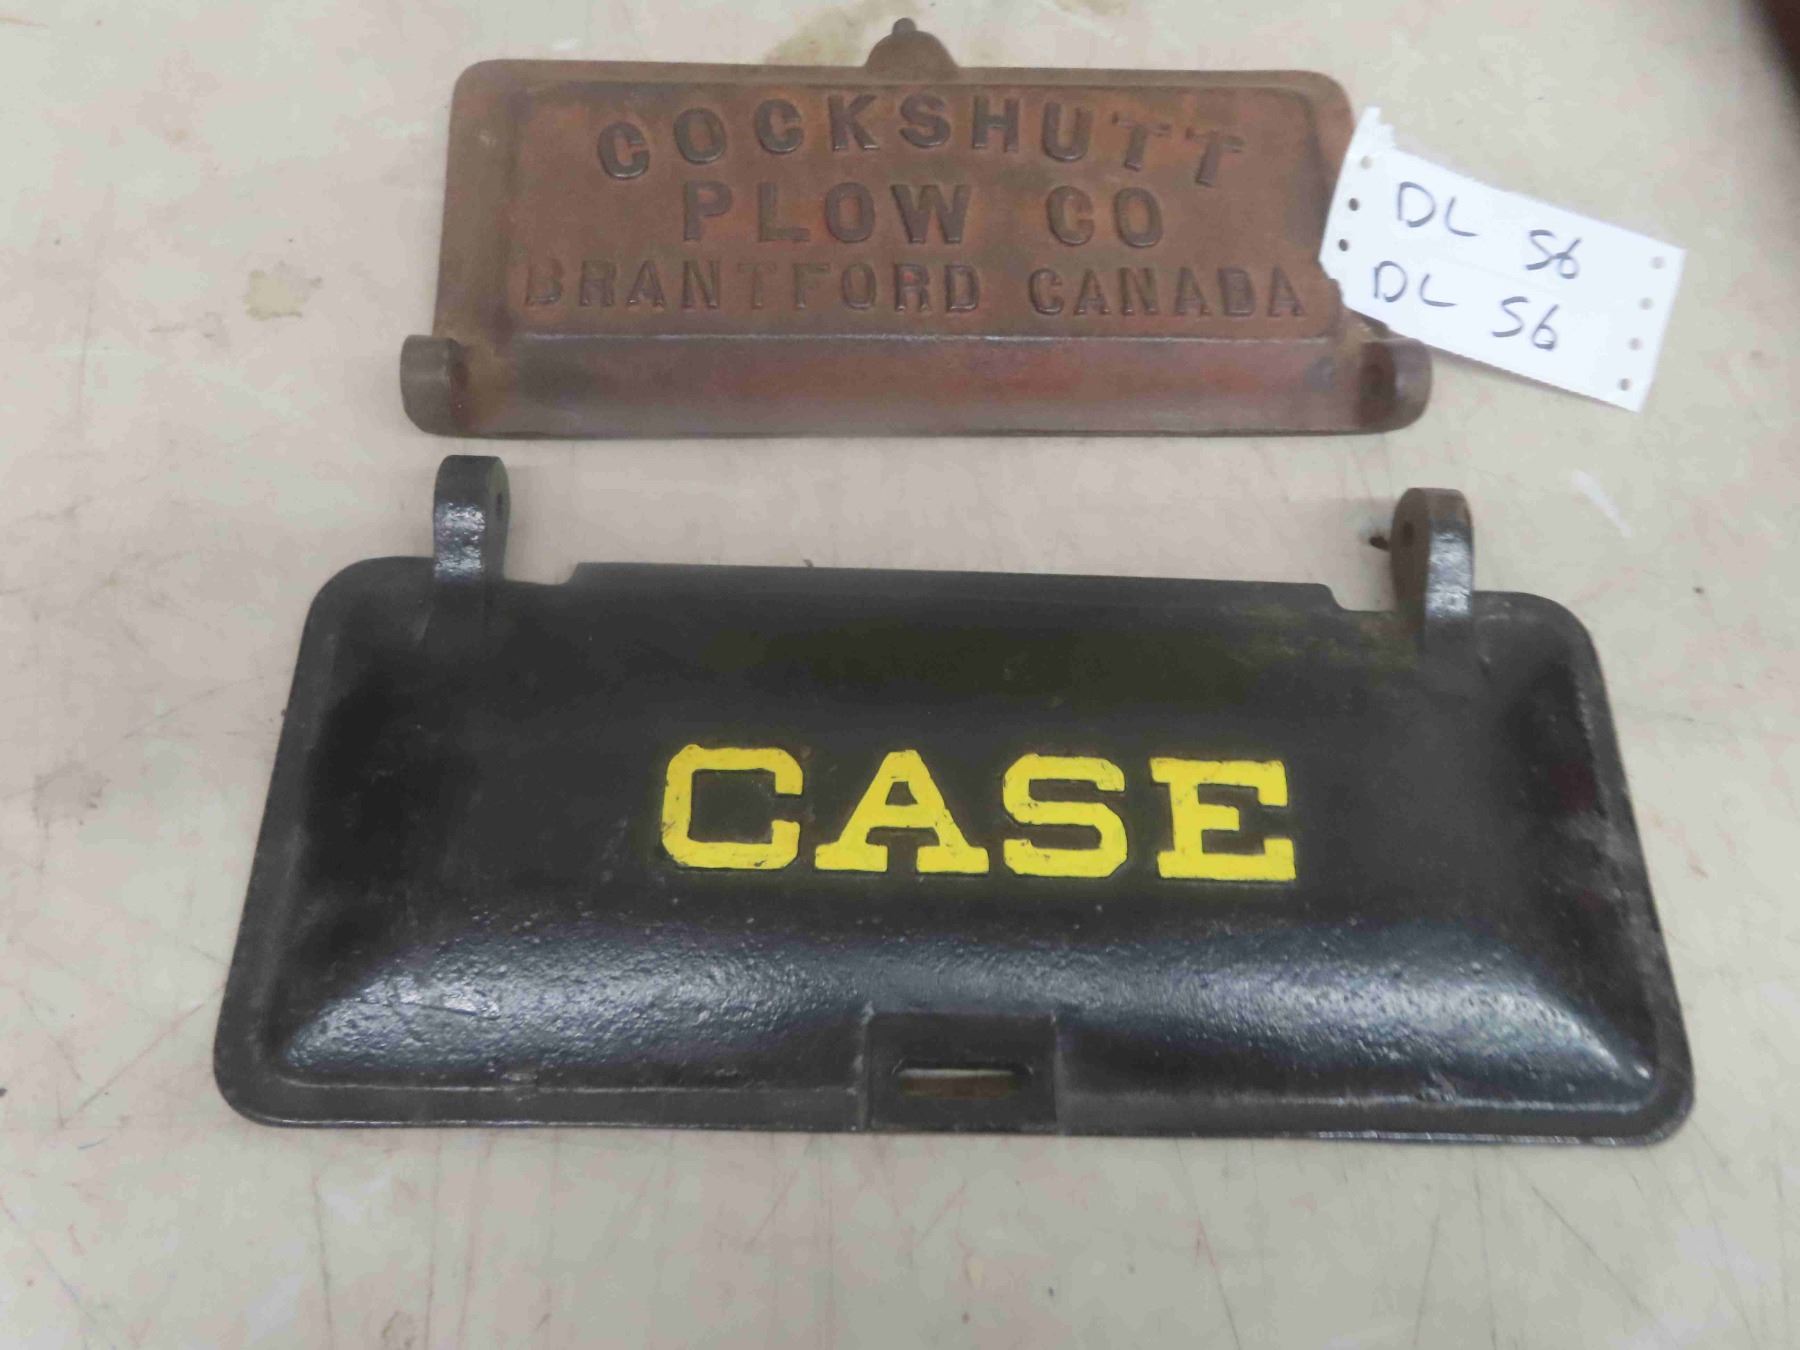 COCKSHUTT
PLOW CO
BRANTFORD CANADA
DL 56
DL 56
CASE